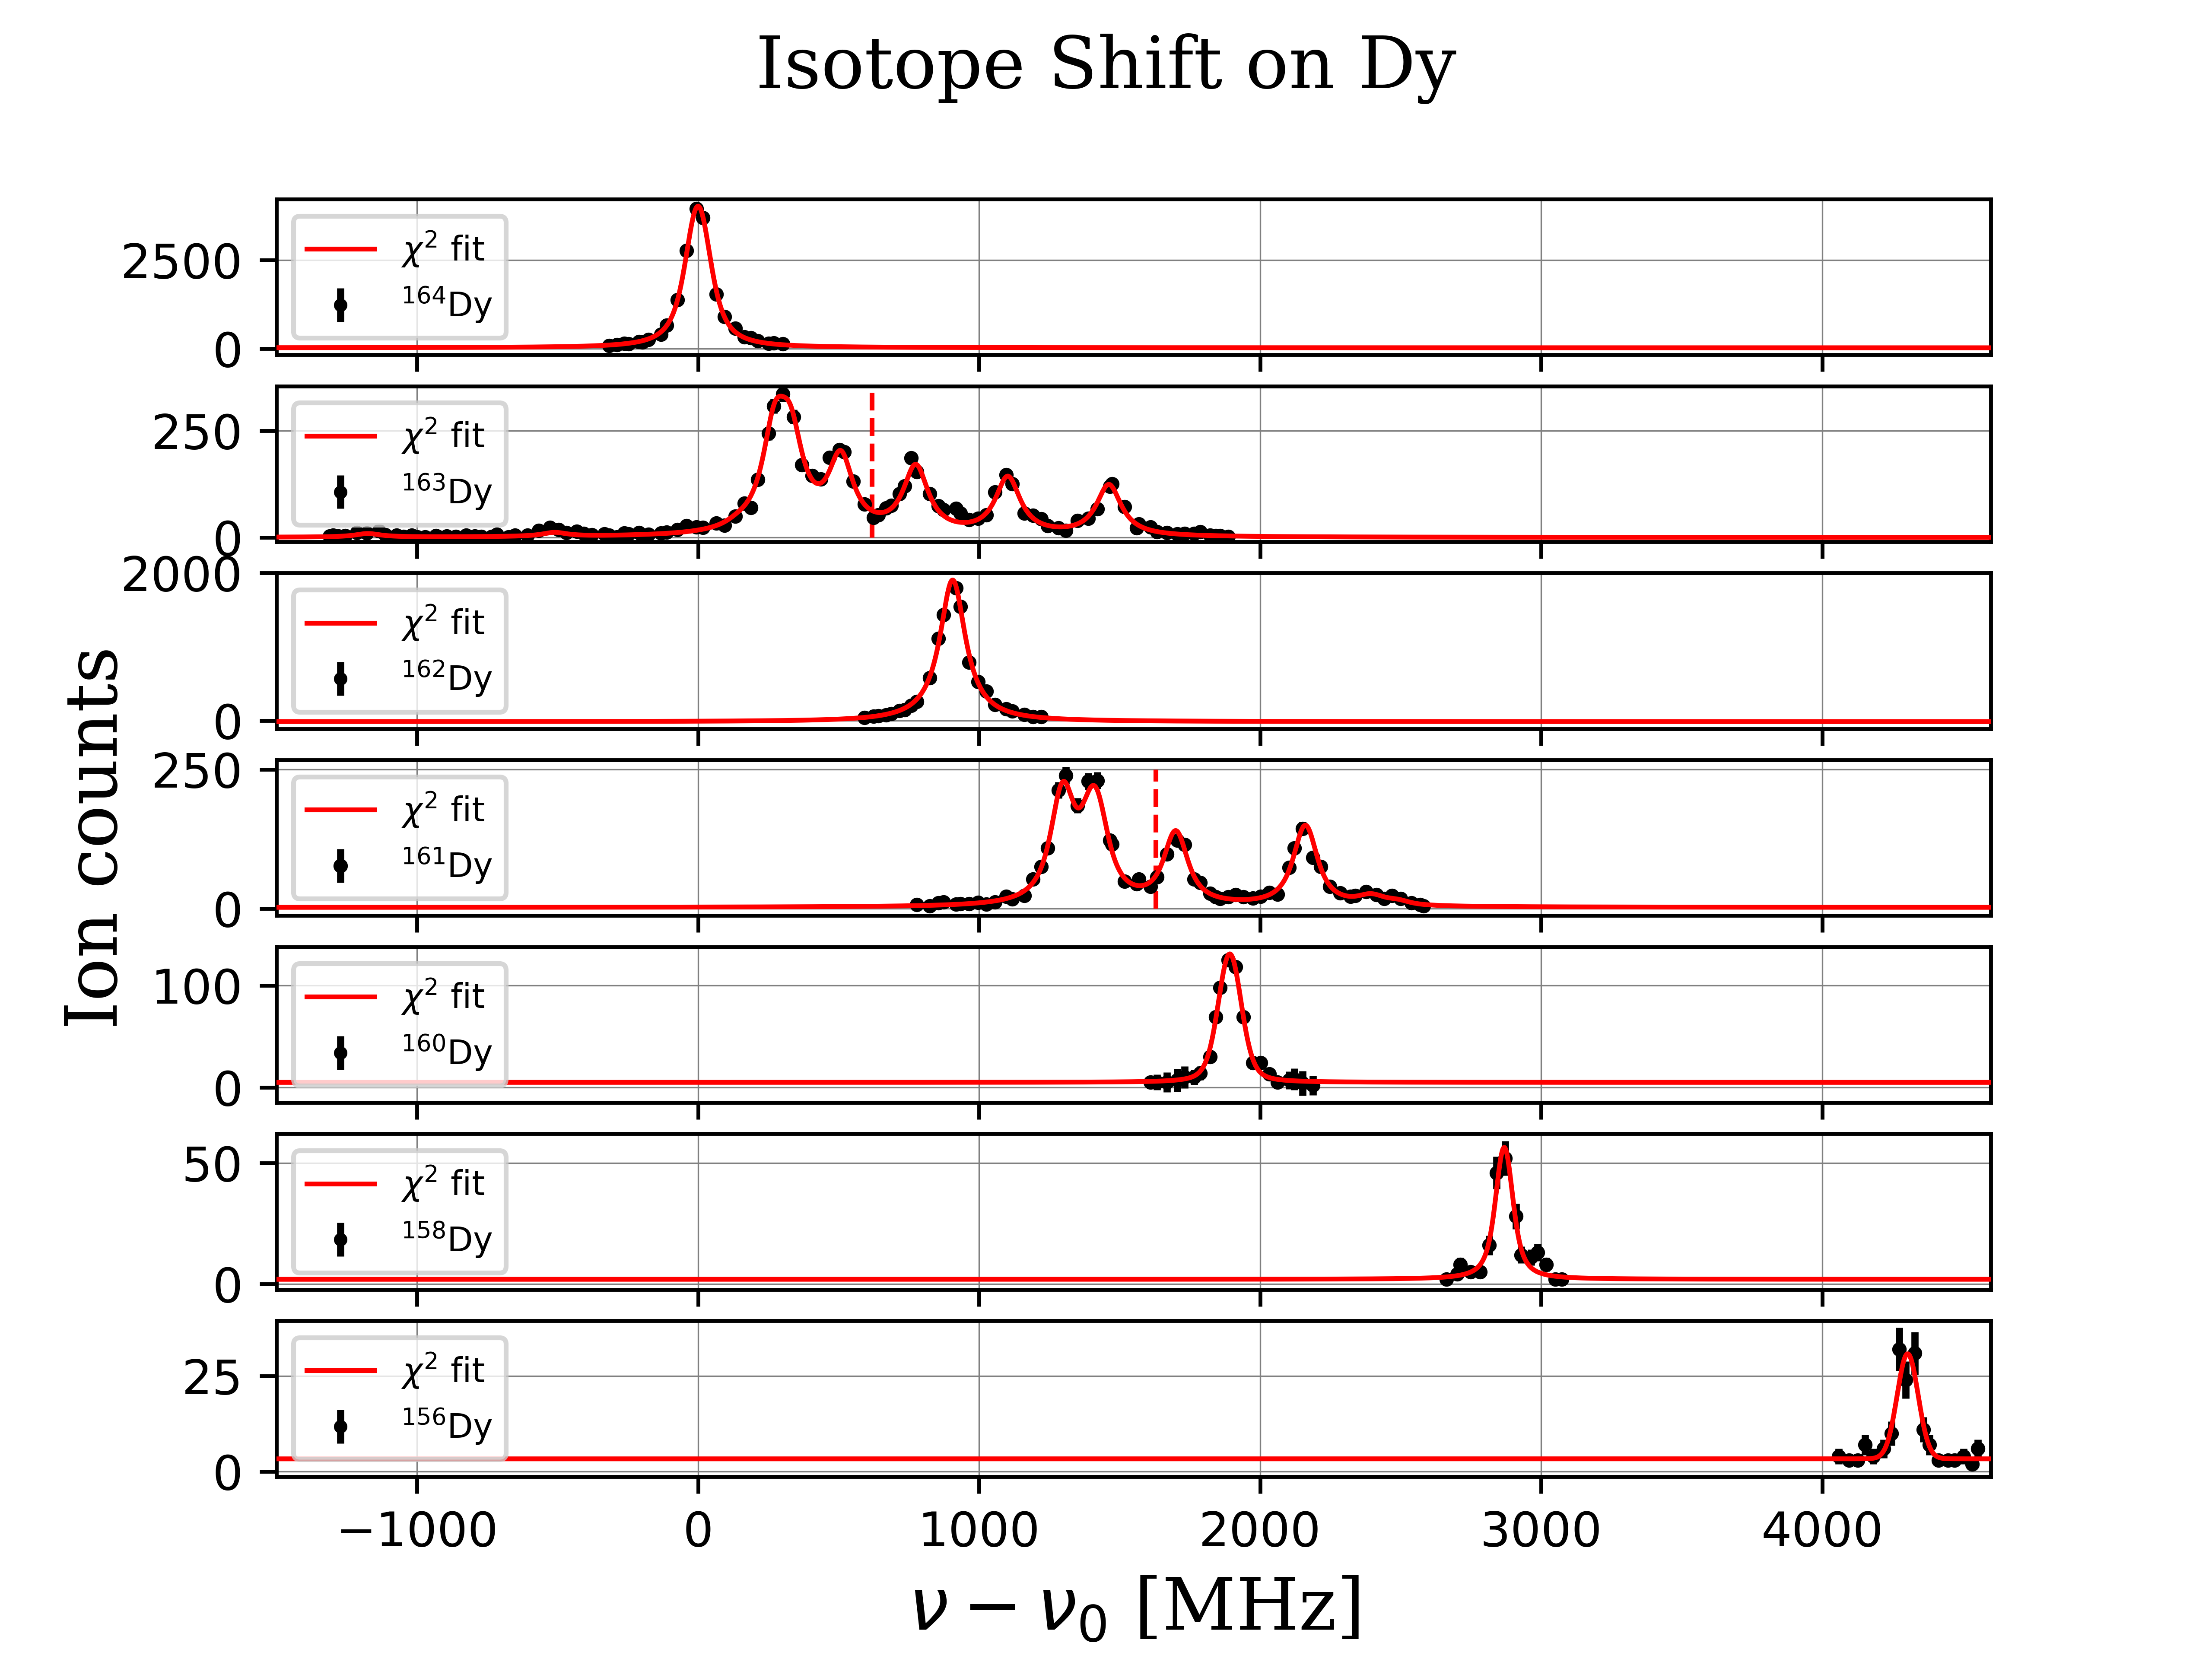 Isotope Shift on Dy
Ion counts
2500
0
χ² fit
¹⁶⁴Dy
250
0
χ² fit
¹⁶³Dy
2000
0
χ² fit
¹⁶²Dy
250
0
χ² fit
¹⁶¹Dy
100
0
χ² fit
¹⁶⁰Dy
50
0
χ² fit
¹⁵⁸Dy
25
0
χ² fit
¹⁵⁶Dy
−1000 0 1000 2000 3000 4000
ν − ν₀ [MHz]